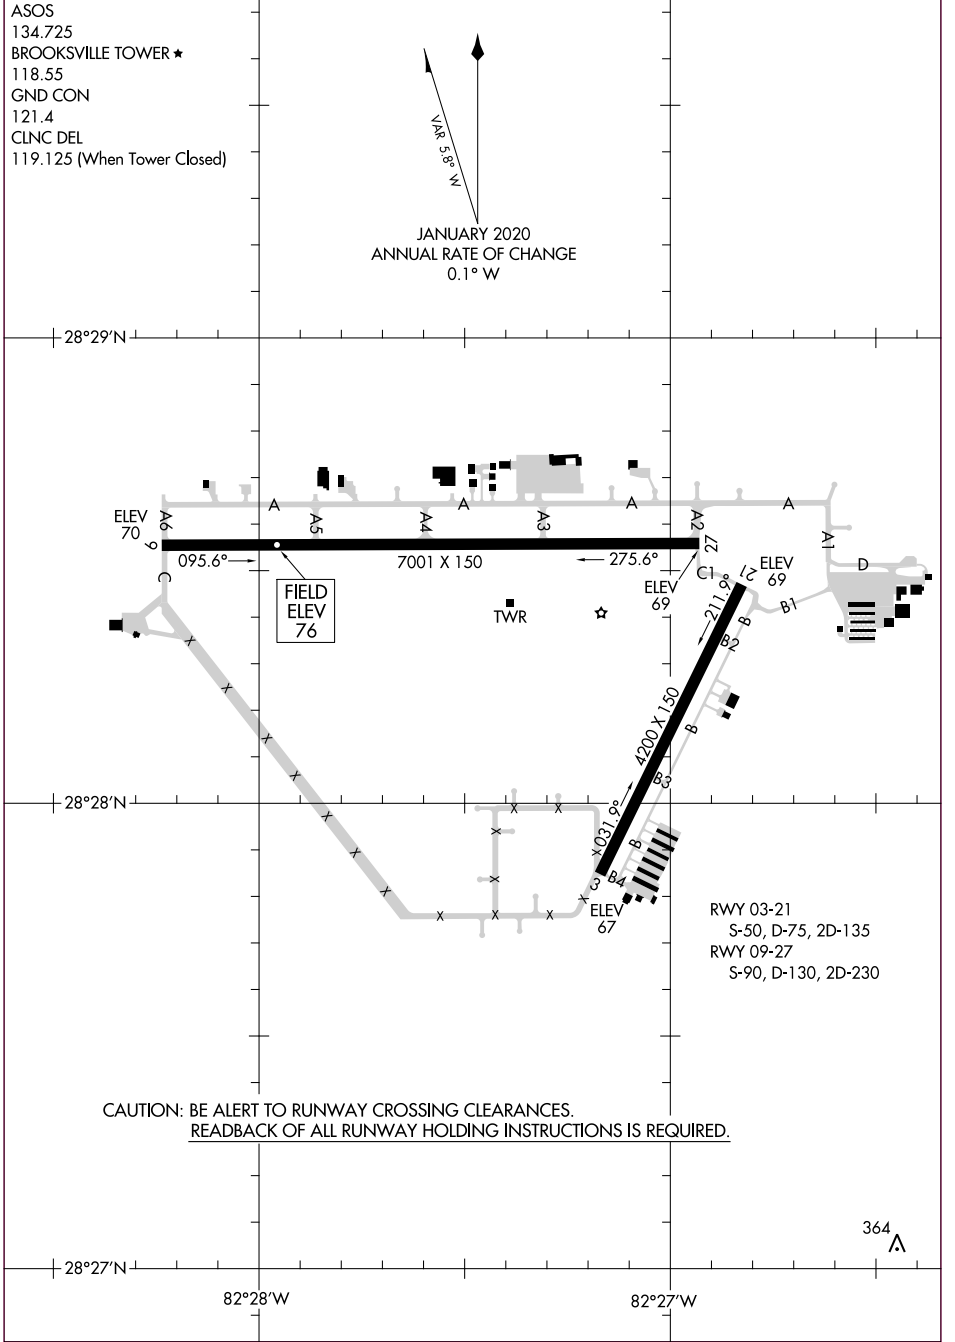 ASOS
134.725
BROOKSVILLE TOWER ★
118.55
GND CON
121.4
CLNC DEL
119.125 (When Tower Closed)
VAR 5.8° W
JANUARY 2020
ANNUAL RATE OF CHANGE
0.1° W
28°29'N
A
A
A
A
ELEV
70
A6
A5
A4
A3
A2
A1
9
27
095.6°
7001 X 150
275.6°
C
C1
D
21
ELEV
69
ELEV
69
FIELD
ELEV
76
TWR
211.9°
B1
B
B2
X
X
4200 X 150
B
X
B3
X
28°28'N
X
X
X
031.9°
X
X
B
X
X
X
3
B4
X
X
X
X
X
ELEV
67
RWY 03-21
S-50, D-75, 2D-135
RWY 09-27
S-90, D-130, 2D-230
CAUTION: BE ALERT TO RUNWAY CROSSING CLEARANCES.
READBACK OF ALL RUNWAY HOLDING INSTRUCTIONS IS REQUIRED.
364
28°27'N
82°28'W
82°27'W